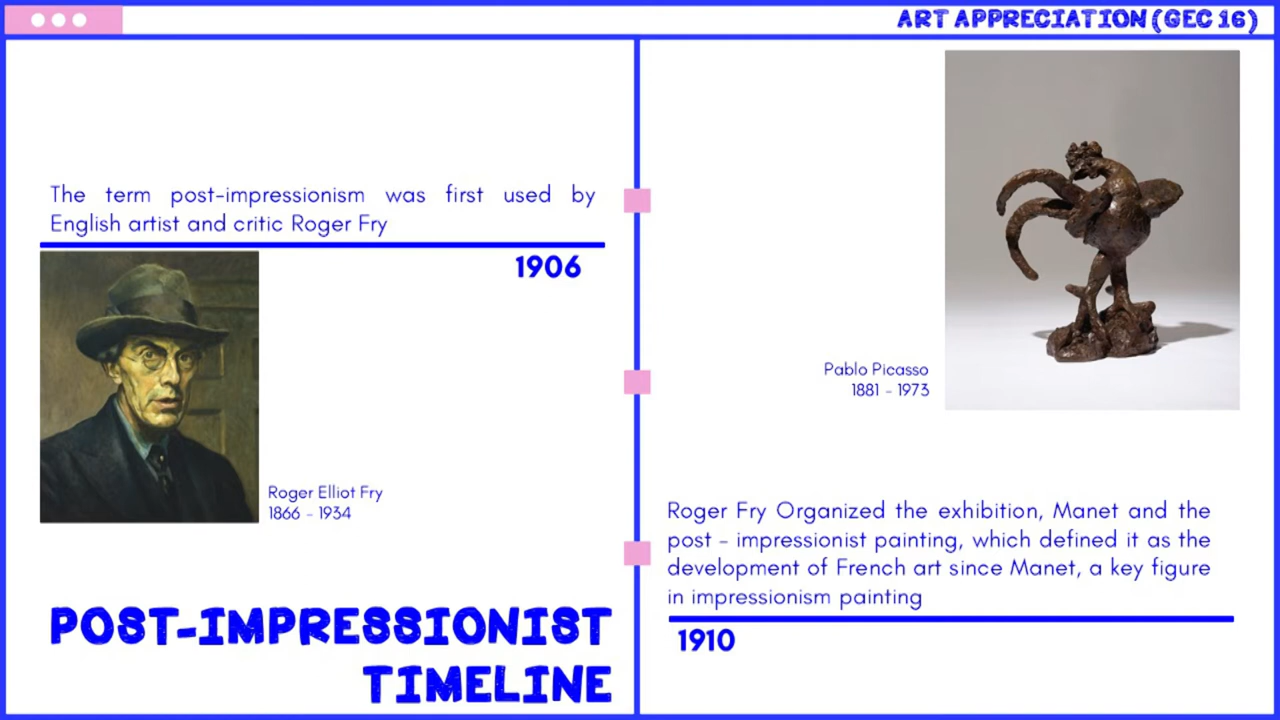 ART APPRECIATION (GEC 16)
The term post-impressionism was first used by
English artist and critic Roger Fry
1906
Roger Elliot Fry
1866 - 1934
POST-IMPRESSIONIST
TIMELINE
Pablo Picasso
1881 - 1973
Roger Fry Organized the exhibition, Manet and the
post - impressionist painting, which defined it as the
development of French art since Manet, a key figure
in impressionism painting
1910